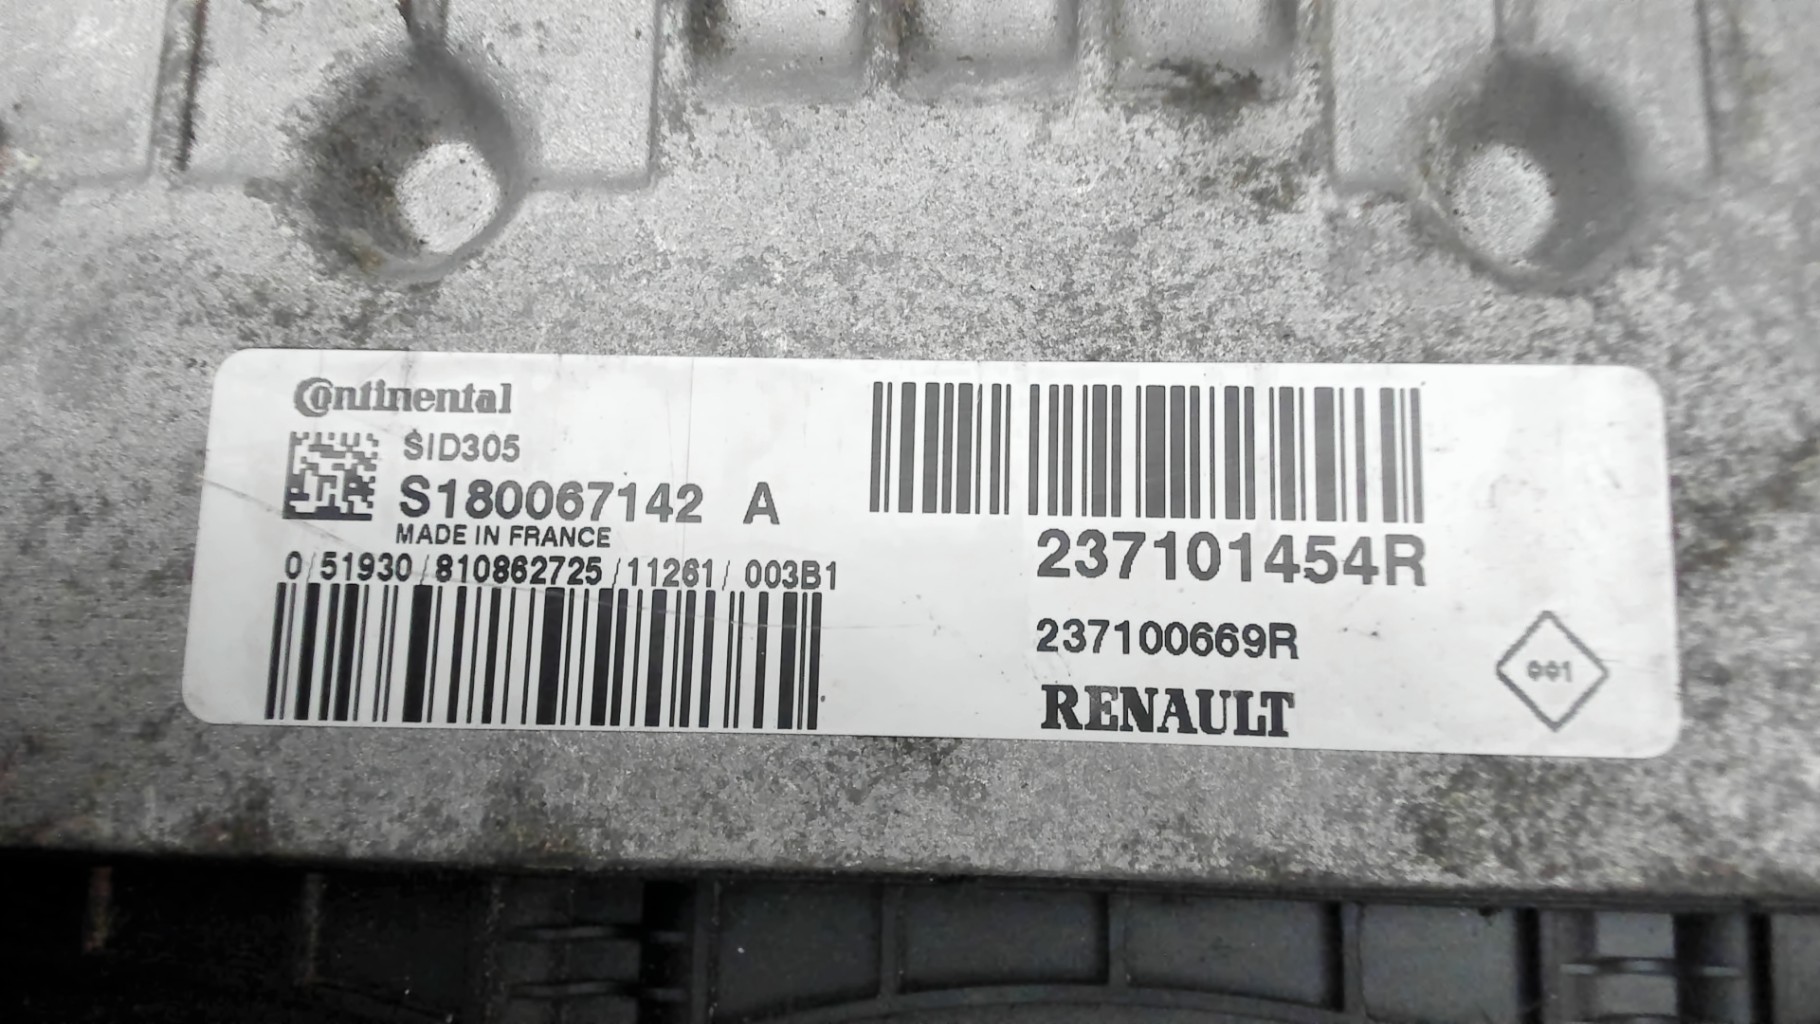 Continental
SID305
S180067142 A
MADE IN FRANCE
0/51930/810862725/11261/003B1
237101454R
237100669R
RENAULT
001